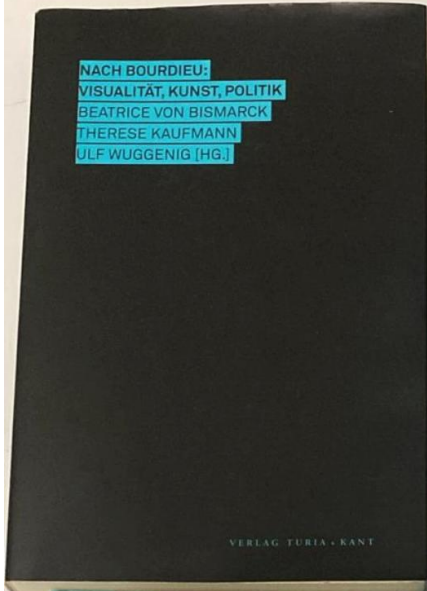 NACH BOURDIEU:
VISUALITÄT, KUNST, POLITIK
BEATRICE VON BISMARCK
THERESE KAUFMANN
ULF WUGGENIG [HG.]
VERLAG TURIA + KANT